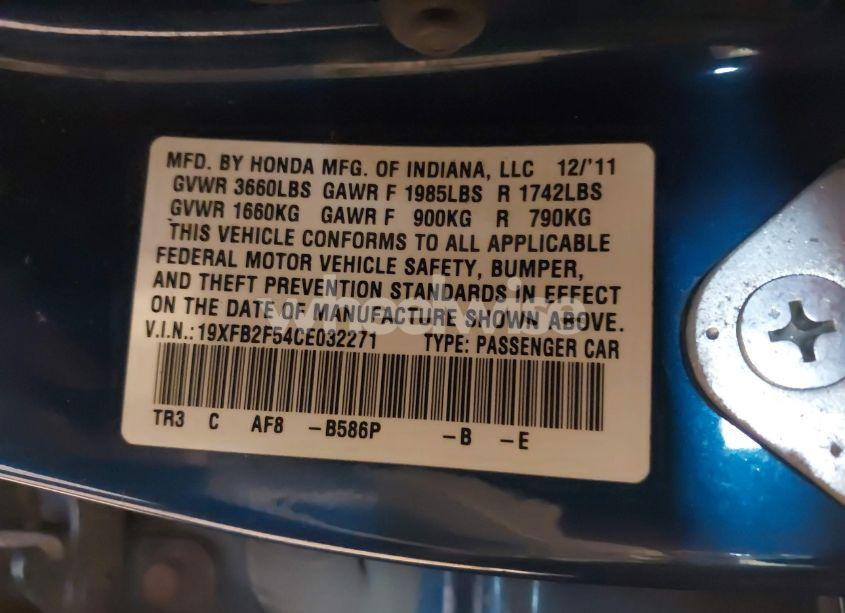 MFD. BY HONDA MFG. OF INDIANA, LLC 12/'11
GVWR 3660LBS GAWR F 1985LBS R 1742LBS
GVWR 1660KG GAWR F 900KG R 790KG
THIS VEHICLE CONFORMS TO ALL APPLICABLE
FEDERAL MOTOR VEHICLE SAFETY, BUMPER,
AND THEFT PREVENTION STANDARDS IN EFFECT
ON THE DATE OF MANUFACTURE SHOWN ABOVE.
V.I.N.:19XFB2F54CE032271 TYPE: PASSENGER CAR
TR3 C AF8 -B586P -B -E